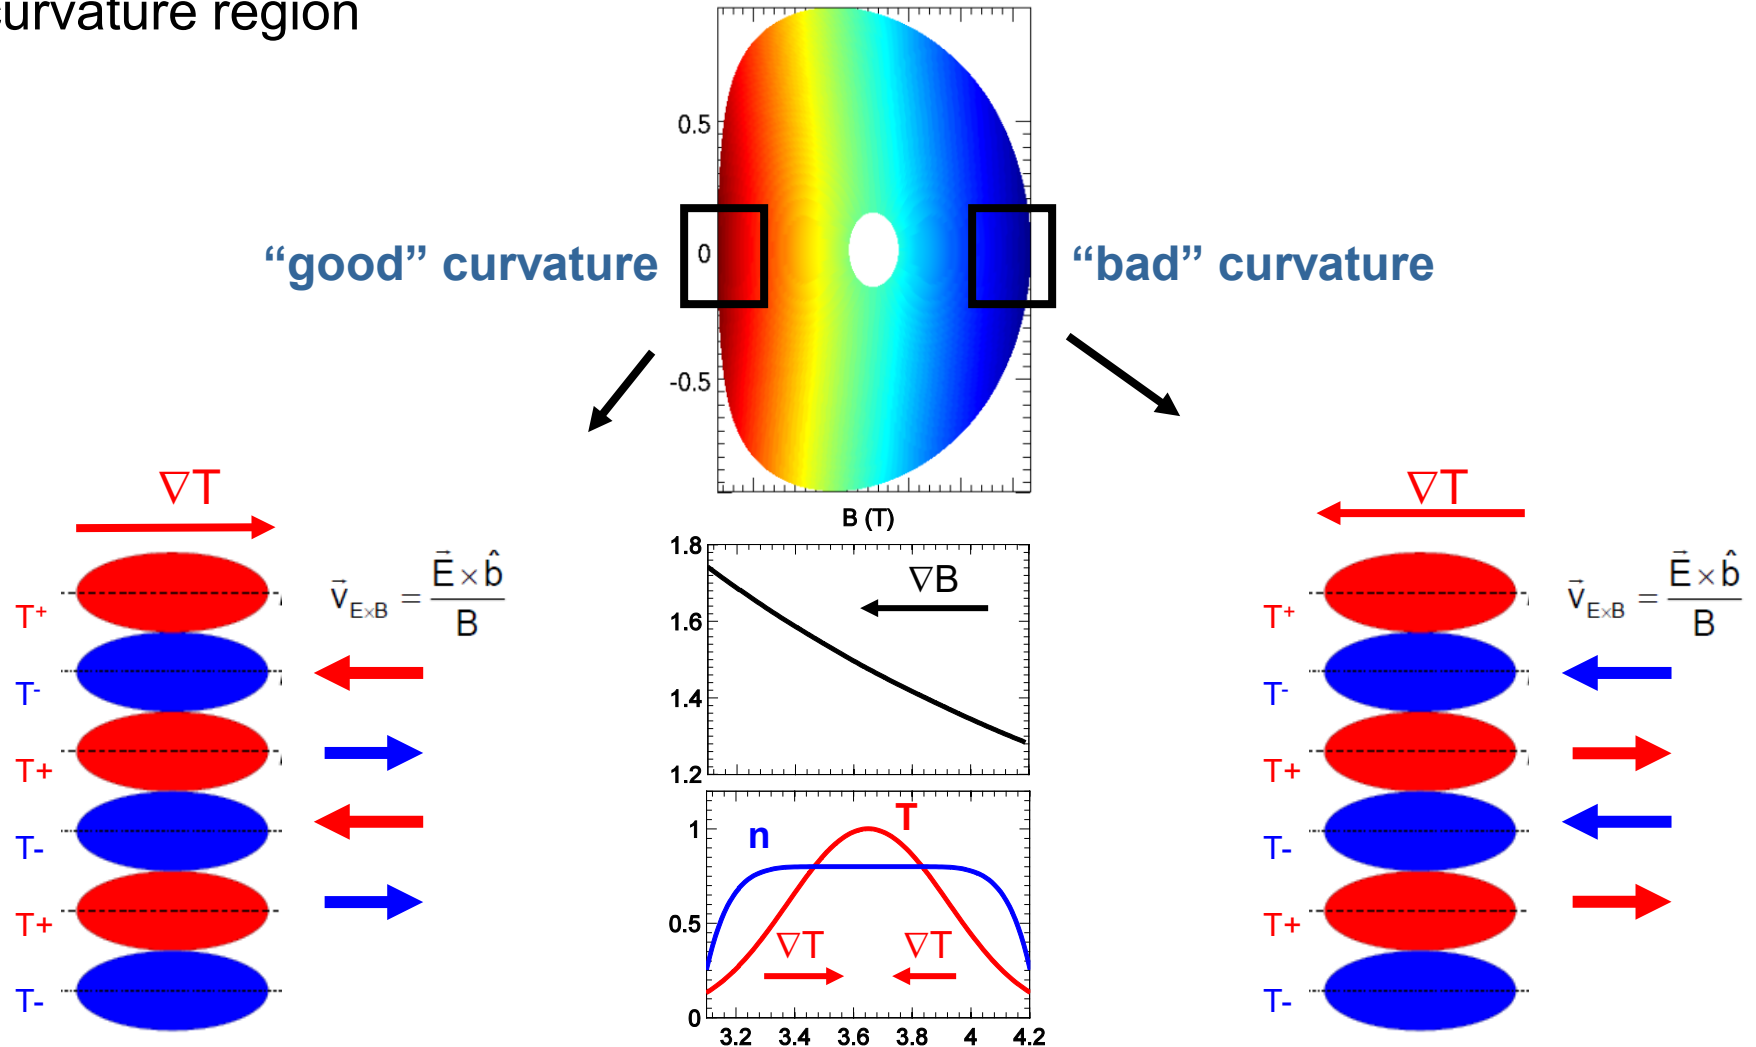 curvature region
0.5
0
-0.5
“good” curvature
“bad” curvature
∇T
T+
T-
T+
T-
T+
T-
v⃗E×B = E⃗ × b̂ / B
B (T)
1.8
1.6
1.4
1.2
∇B
1
0.5
0
n
T
∇T
∇T
3.2 3.4 3.6 3.8 4 4.2
∇T
T+
T-
T+
T-
T+
T-
v⃗E×B = E⃗ × b̂ / B